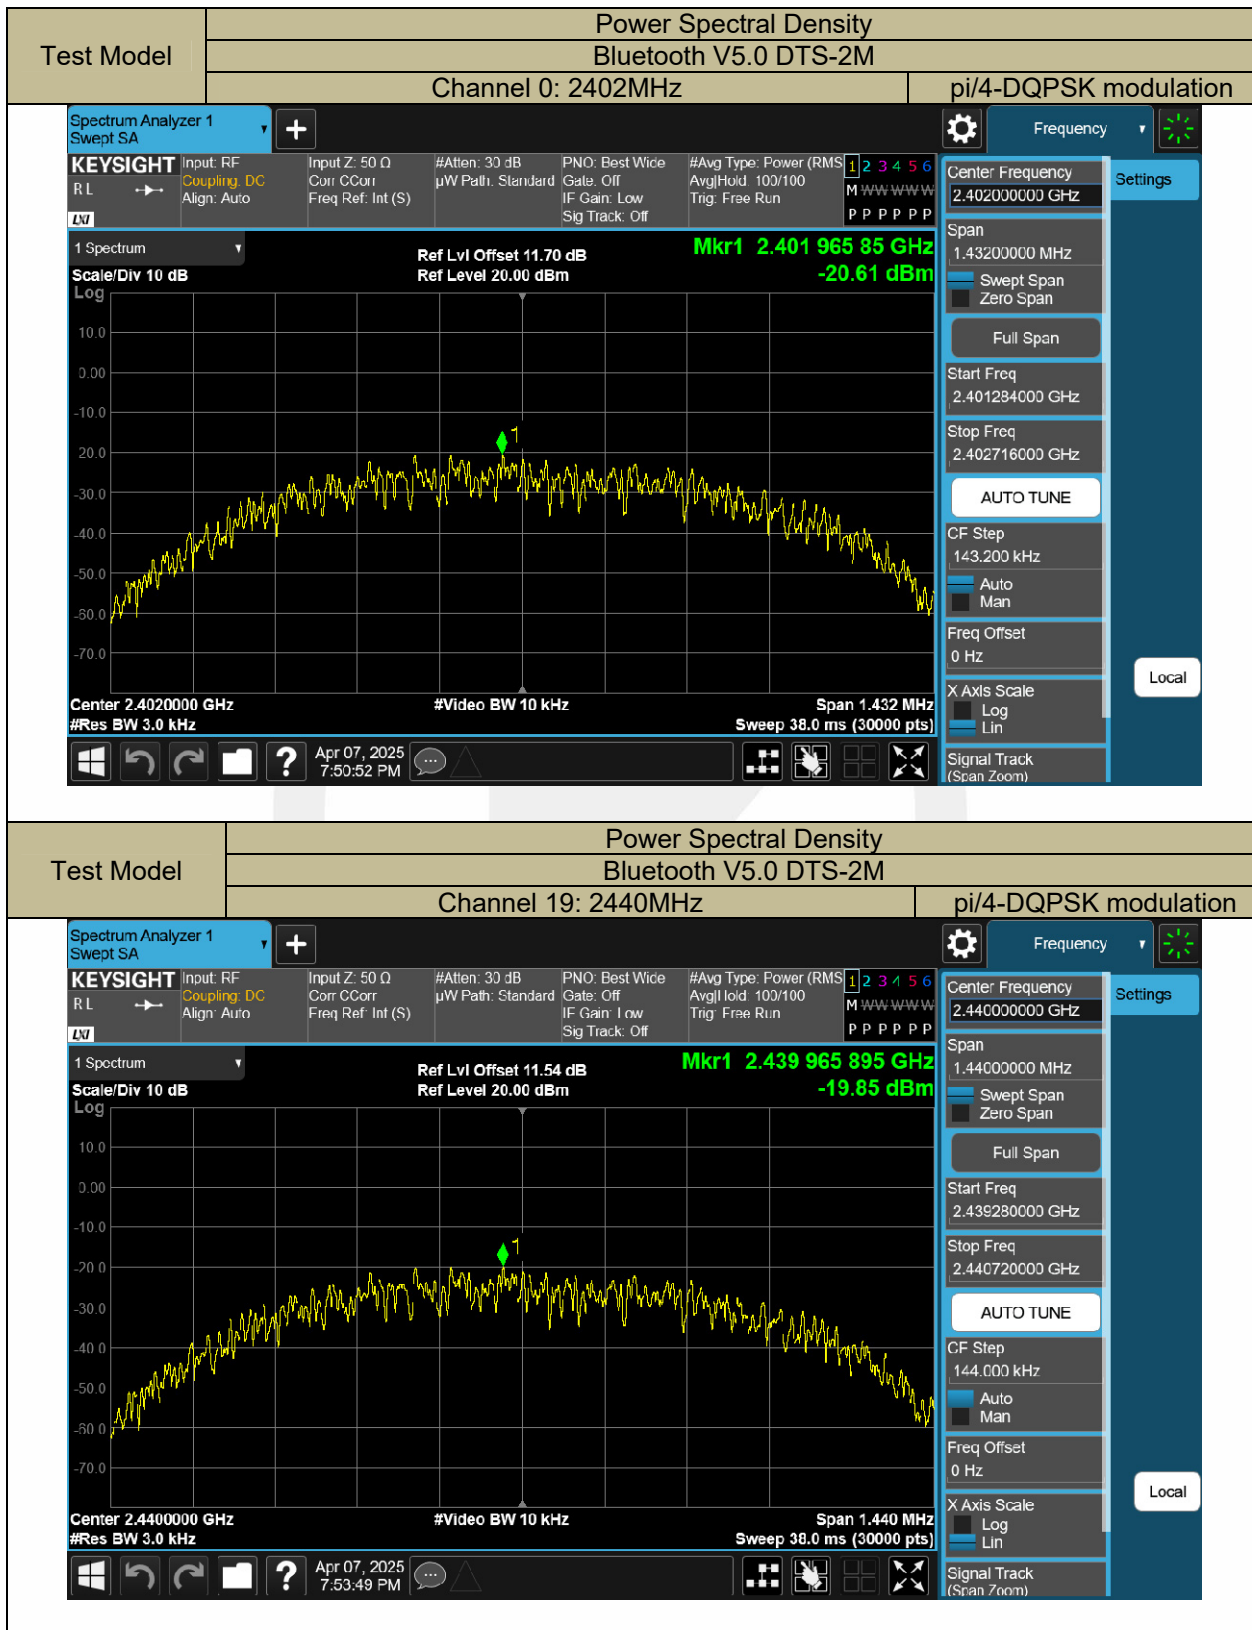 Test Model
Power Spectral Density
Bluetooth V5.0 DTS-2M
Channel 0: 2402MHz
pi/4-DQPSK modulation
Spectrum Analyzer 1
Swept SA
Frequency
KEYSIGHT
R L
LXI
Input: RF
Coupling: DC
Align: Auto
Input Z: 50 Ω
Corr CCorr
Freq Ref: Int (S)
#Atten: 30 dB
µW Path: Standard
PNO: Best Wide
Gate: Off
IF Gain: Low
Sig Track: Off
#Avg Type: Power (RMS
Avg|Hold: 100/100
Trig: Free Run
1 2 3 4 5 6
M W W W W W
P P P P P P
1 Spectrum
Scale/Div 10 dB
Log
Ref Lvl Offset 11.70 dB
Ref Level 20.00 dBm
Mkr1 2.401 965 85 GHz
-20.61 dBm
10.0
0.00
-10.0
20.0
-30.0
-40.0
-50.0
-60.0
-70.0
1
Center 2.4020000 GHz
#Res BW 3.0 kHz
#Video BW 10 kHz
Span 1.432 MHz
Sweep 38.0 ms (30000 pts)
Apr 07, 2025
7:50:52 PM
Center Frequency
2.402000000 GHz
Span
1.43200000 MHz
Swept Span
Zero Span
Full Span
Start Freq
2.401284000 GHz
Stop Freq
2.402716000 GHz
AUTO TUNE
CF Step
143.200 kHz
Auto
Man
Freq Offset
0 Hz
X Axis Scale
Log
Lin
Signal Track
(Span Zoom)
Settings
Local
Test Model
Power Spectral Density
Bluetooth V5.0 DTS-2M
Channel 19: 2440MHz
pi/4-DQPSK modulation
Spectrum Analyzer 1
Swept SA
Frequency
KEYSIGHT
R L
LXI
Input: RF
Coupling: DC
Align: Auto
Input Z: 50 Ω
Corr CCorr
Freq Ref: Int (S)
#Atten: 30 dB
µW Path: Standard
PNO: Best Wide
Gate: Off
IF Gain: Low
Sig Track: Off
#Avg Type: Power (RMS
Avg|Hold: 100/100
Trig: Free Run
1 2 3 4 5 6
M W W W W W
P P P P P P
1 Spectrum
Scale/Div 10 dB
Log
Ref Lvl Offset 11.54 dB
Ref Level 20.00 dBm
Mkr1 2.439 965 895 GHz
-19.85 dBm
10.0
0.00
-10.0
-20.0
-30.0
-40.0
-50.0
-60.0
-70.0
1
Center 2.4400000 GHz
#Res BW 3.0 kHz
#Video BW 10 kHz
Span 1.440 MHz
Sweep 38.0 ms (30000 pts)
Apr 07, 2025
7:53:49 PM
Center Frequency
2.440000000 GHz
Span
1.44000000 MHz
Swept Span
Zero Span
Full Span
Start Freq
2.439280000 GHz
Stop Freq
2.440720000 GHz
AUTO TUNE
CF Step
144.000 kHz
Auto
Man
Freq Offset
0 Hz
X Axis Scale
Log
Lin
Signal Track
(Span Zoom)
Settings
Local